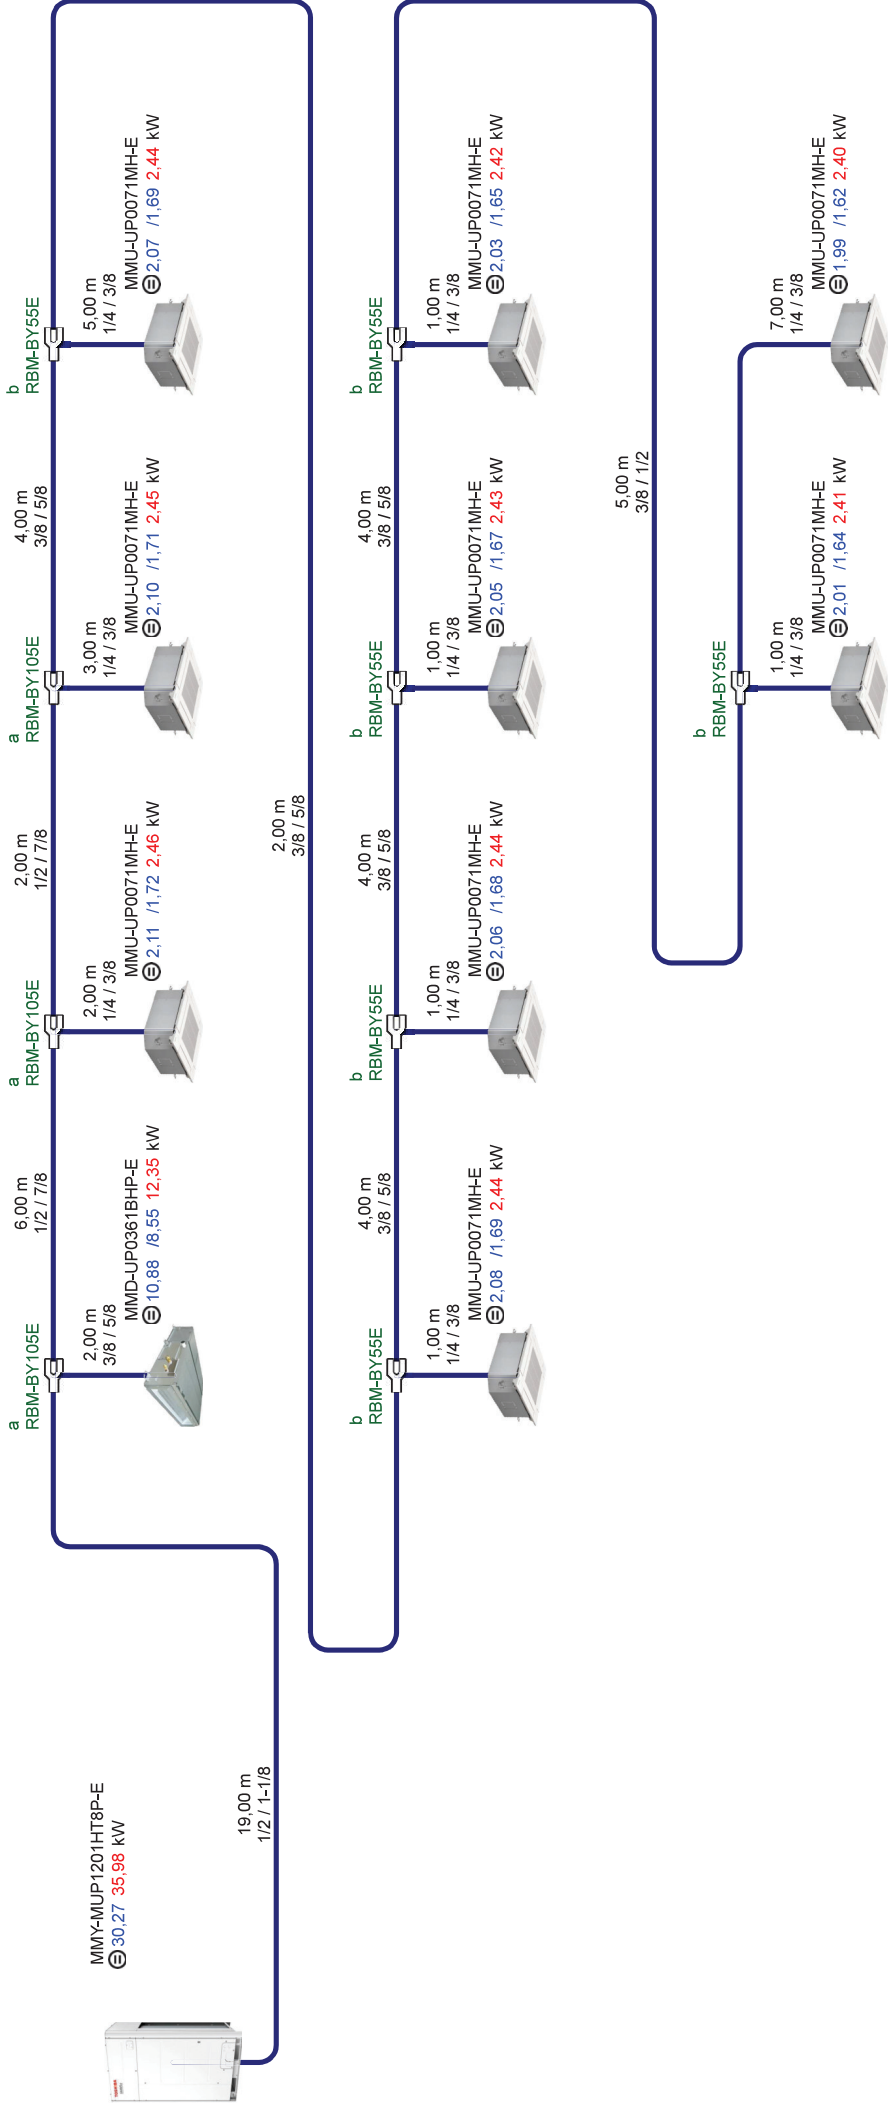 MMY-MUP1201HT8P-E
30,27 35,98 kW
TOSHIBA
19,00 m
1/2 / 1-1/8
a
RBM-BY105E
2,00 m
3/8 / 5/8
MMD-UP0361BHP-E
10,88 /8,55 12,35 kW
6,00 m
1/2 / 7/8
a
RBM-BY105E
2,00 m
1/4 / 3/8
MMU-UP0071MH-E
2,11 /1,72 2,46 kW
2,00 m
1/2 / 7/8
a
RBM-BY105E
3,00 m
1/4 / 3/8
MMU-UP0071MH-E
2,10 /1,71 2,45 kW
4,00 m
3/8 / 5/8
b
RBM-BY55E
5,00 m
1/4 / 3/8
MMU-UP0071MH-E
2,07 /1,69 2,44 kW
2,00 m
3/8 / 5/8
b
RBM-BY55E
1,00 m
1/4 / 3/8
MMU-UP0071MH-E
2,08 /1,69 2,44 kW
4,00 m
3/8 / 5/8
b
RBM-BY55E
1,00 m
1/4 / 3/8
MMU-UP0071MH-E
2,06 /1,68 2,44 kW
4,00 m
3/8 / 5/8
b
RBM-BY55E
1,00 m
1/4 / 3/8
MMU-UP0071MH-E
2,05 /1,67 2,43 kW
4,00 m
3/8 / 5/8
b
RBM-BY55E
1,00 m
1/4 / 3/8
MMU-UP0071MH-E
2,03 /1,65 2,42 kW
5,00 m
3/8 / 1/2
b
RBM-BY55E
1,00 m
1/4 / 3/8
MMU-UP0071MH-E
2,01 /1,64 2,41 kW
7,00 m
1/4 / 3/8
MMU-UP0071MH-E
1,99 /1,62 2,40 kW